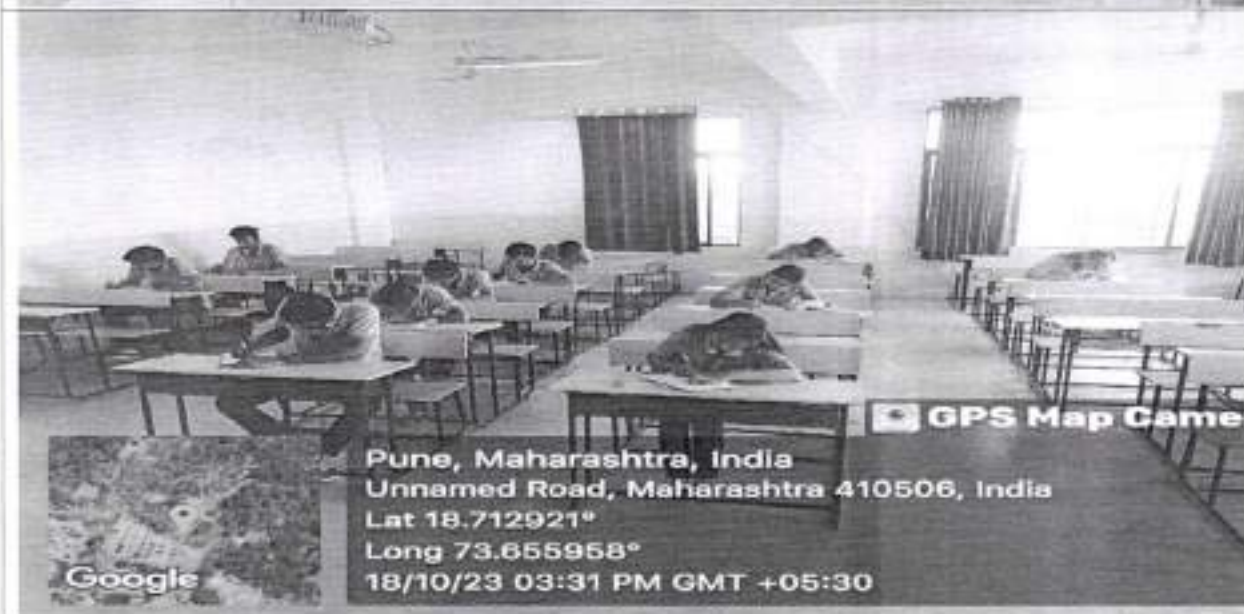 GPS Map Came
Pune, Maharashtra, India
Unnamed Road, Maharashtra 410506, India
Lat 18.712921°
Long 73.655958°
18/10/23 03:31 PM GMT +05:30
Google